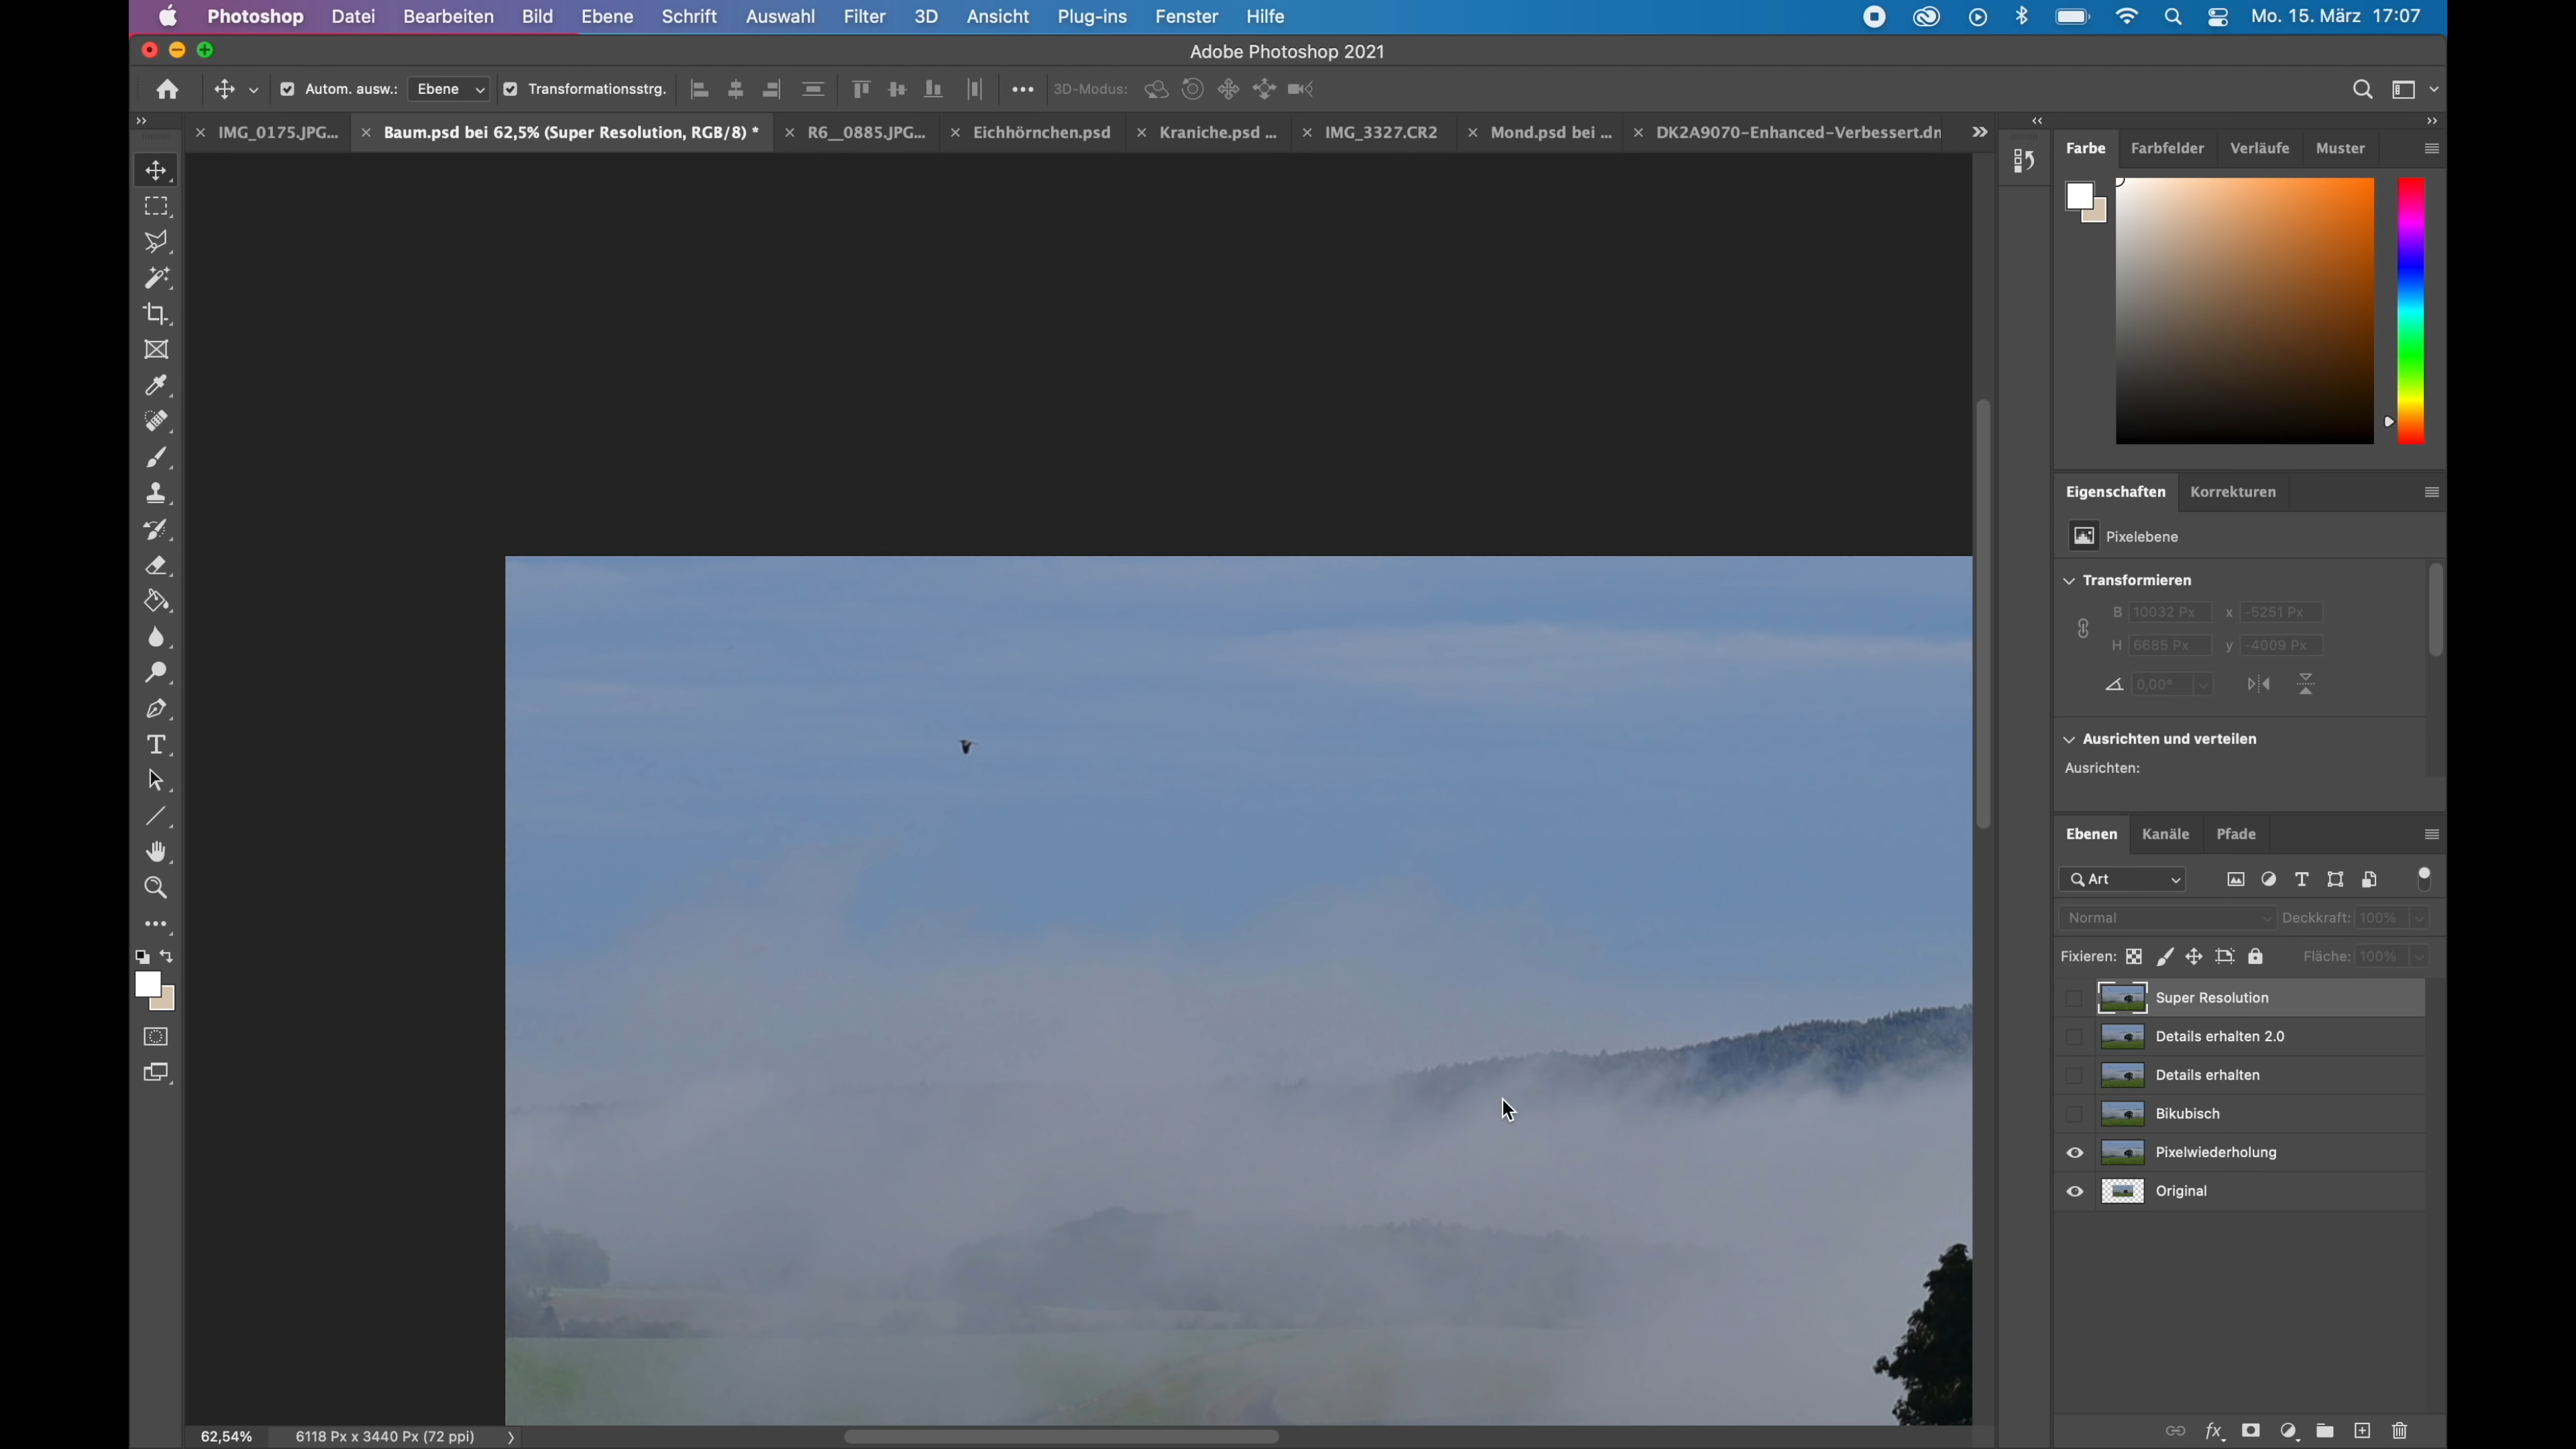 Photoshop Datei Bearbeiten Bild Ebene Schrift Auswahl Filter 3D Ansicht Plug-ins Fenster Hilfe Mo. 15. März 17:07
Adobe Photoshop 2021
Autom. ausw.: Ebene Transformationsstrg. 3D-Modus:
IMG_0175.JPG... Baum.psd bei 62,5% (Super Resolution, RGB/8) * R6__0885.JPG... Eichhörnchen.psd Kraniche.psd ... IMG_3327.CR2 Mond.psd bei ... DK2A9070-Enhanced-Verbessert.dn
Farbe Farbfelder Verläufe Muster
Eigenschaften Korrekturen
Pixelebene
Transformieren
B 10032 Px x -5251 Px
H 6685 Px y -4009 Px
0,00°
Ausrichten und verteilen
Ausrichten:
Ebenen Kanäle Pfade
Art
Normal Deckkraft: 100%
Fixieren: Fläche: 100%
Super Resolution
Details erhalten 2.0
Details erhalten
Bikubisch
Pixelwiederholung
Original
62,54% 6118 Px x 3440 Px (72 ppi)